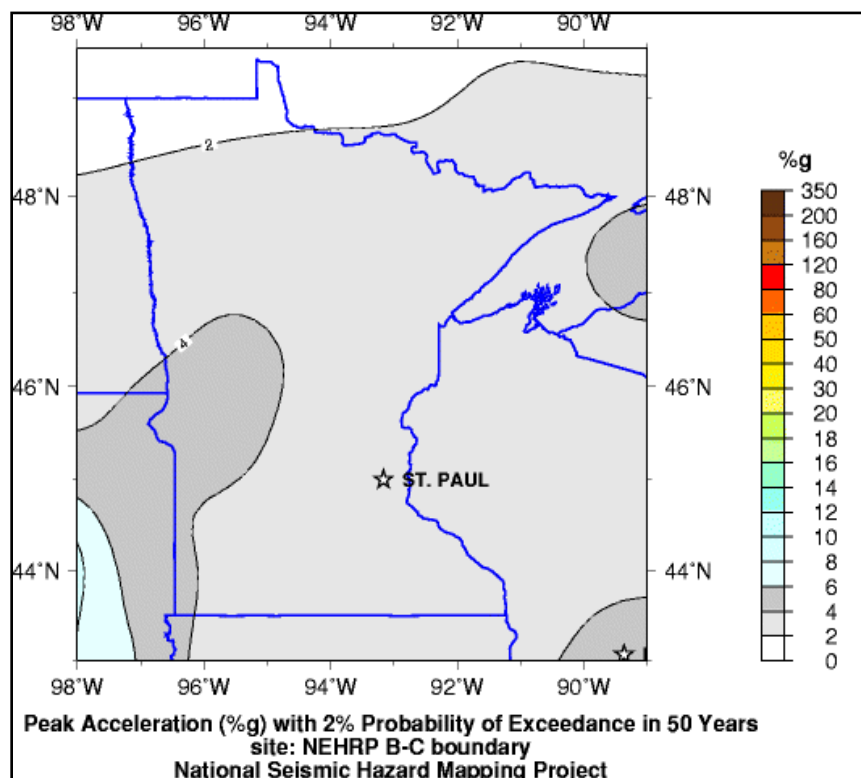 98°W 96°W 94°W 92°W 90°W
2
48°N 48°N
4
46°N 46°N
ST. PAUL
44°N 44°N
98°W 96°W 94°W 92°W 90°W
%g
350
200
160
120
80
60
50
40
30
20
18
16
14
12
10
8
6
4
2
0
Peak Acceleration (%g) with 2% Probability of Exceedance in 50 Years
site: NEHRP B-C boundary
National Seismic Hazard Mapping Project